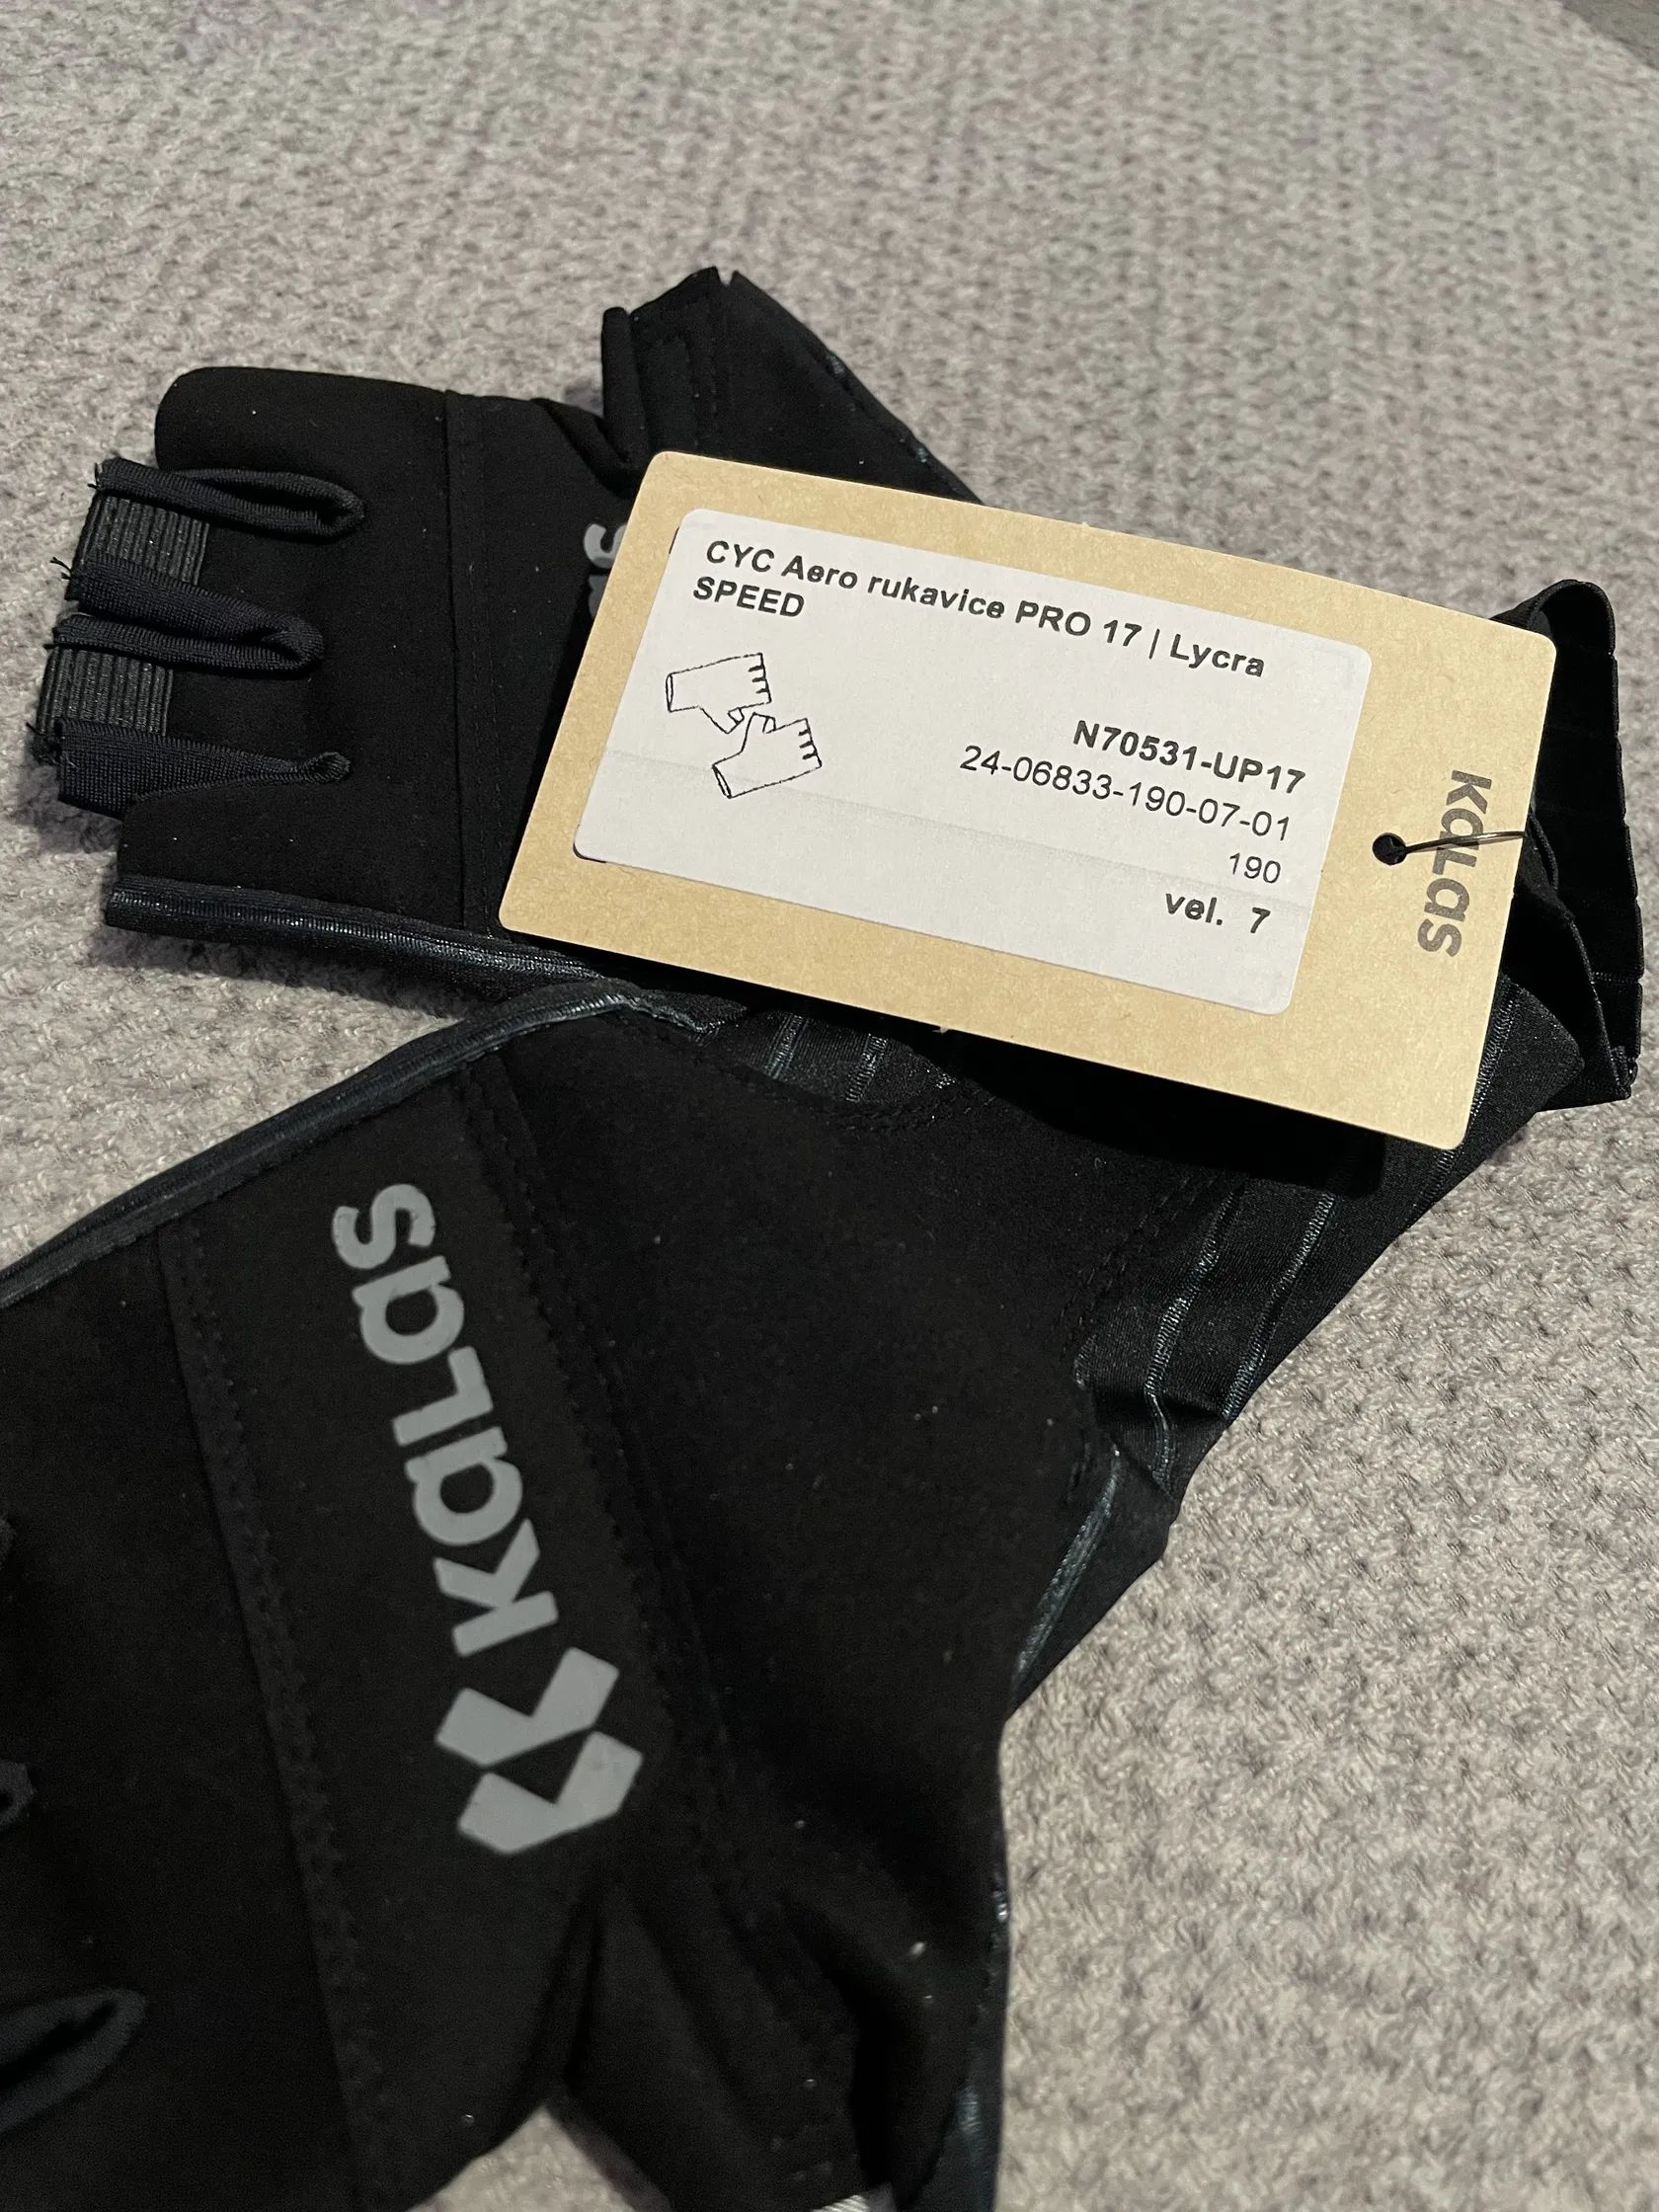 CYC Aero rukavice PRO 17 | Lycra
SPEED
N70531-UP17
24-06833-190-07-01
190
vel. 7
kaLas
kaLas